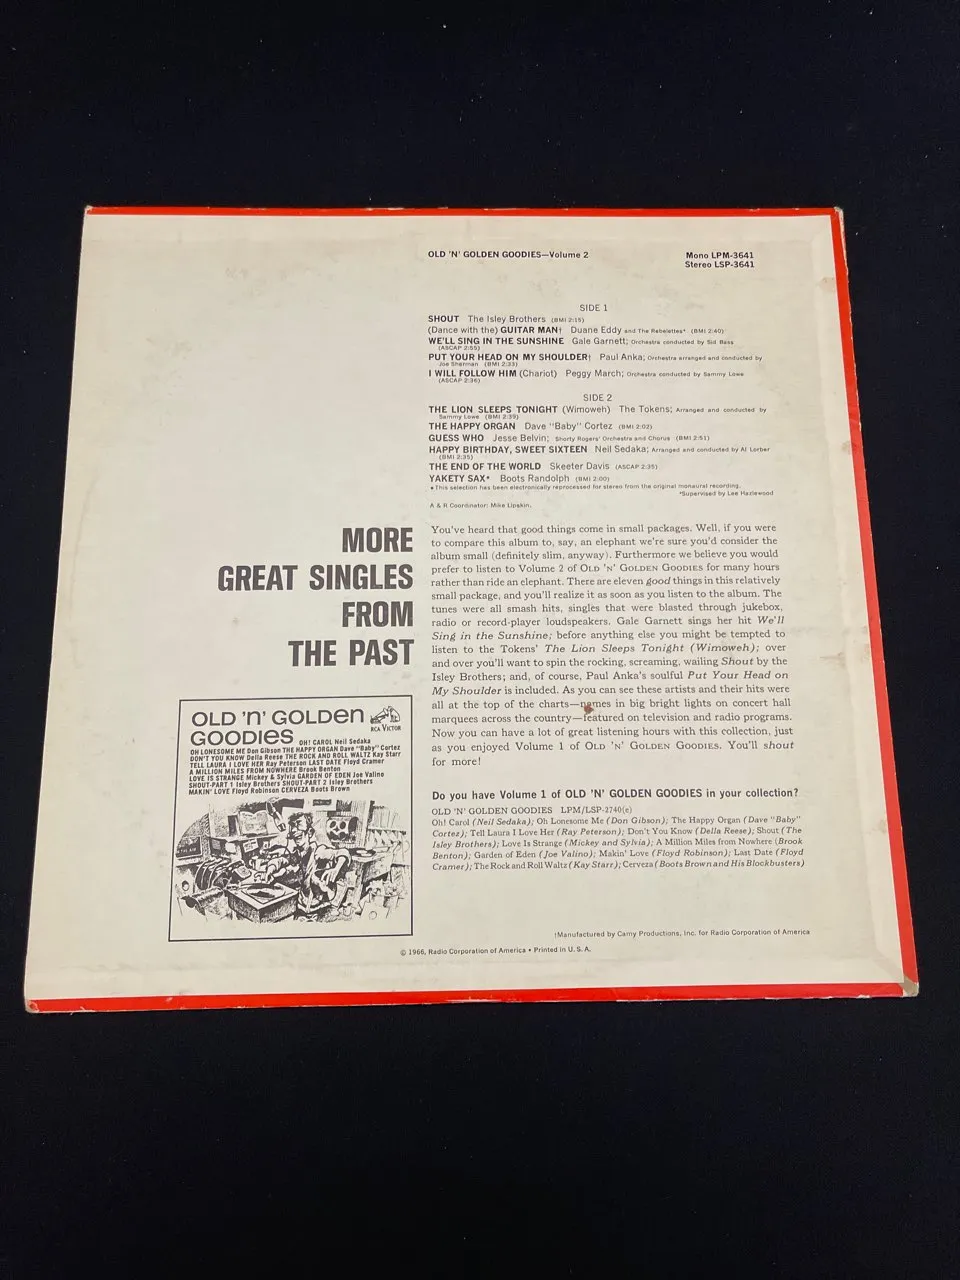 OLD 'N' GOLDEN GOODIES—Volume 2
Mono LPM-3641
Stereo LSP-3641
SIDE 1
SHOUT The Isley Brothers (BMI 2:15)
(Dance with the) GUITAR MAN† Duane Eddy and The Rebelettes* (BMI 2:40)
WE'LL SING IN THE SUNSHINE Gale Garnett; Orchestra conducted by Sid Bass
(ASCAP 2:55)
PUT YOUR HEAD ON MY SHOULDER† Paul Anka; Orchestra arranged and conducted by
Joe Sherman (BMI 2:33)
I WILL FOLLOW HIM (Chariot) Peggy March; Orchestra conducted by Sammy Lowe
(ASCAP 2:36)
SIDE 2
THE LION SLEEPS TONIGHT (Wimoweh) The Tokens; Arranged and conducted by
Sammy Lowe (BMI 2:39)
THE HAPPY ORGAN Dave "Baby" Cortez (BMI 2:02)
GUESS WHO Jesse Belvin; Shorty Rogers' Orchestra and Chorus (BMI 2:51)
HAPPY BIRTHDAY, SWEET SIXTEEN Neil Sedaka; Arranged and conducted by Al Lorber
(BMI 2:35)
THE END OF THE WORLD Skeeter Davis (ASCAP 2:35)
YAKETY SAX• Boots Randolph (BMI 2:00)
•This selection has been electronically reprocessed for stereo from the original monaural recording.
*Supervised by Lee Hazlewood
A & R Coordinator: Mike Lipskin.
MORE
GREAT SINGLES
FROM
THE PAST
You've heard that good things come in small packages. Well, if you were
to compare this album to, say, an elephant we're sure you'd consider the
album small (definitely slim, anyway). Furthermore we believe you would
prefer to listen to Volume 2 of OLD 'N' GOLDEN GOODIES for many hours
rather than ride an elephant. There are eleven good things in this relatively
small package, and you'll realize it as soon as you listen to the album. The
tunes were all smash hits, singles that were blasted through jukebox,
radio or record-player loudspeakers. Gale Garnett sings her hit We'll
Sing in the Sunshine; before anything else you might be tempted to
listen to the Tokens' The Lion Sleeps Tonight (Wimoweh); over
and over you'll want to spin the rocking, screaming, wailing Shout by the
Isley Brothers; and, of course, Paul Anka's soulful Put Your Head on
My Shoulder is included. As you can see these artists and their hits were
all at the top of the charts—names in big bright lights on concert hall
marquees across the country—featured on television and radio programs.
Now you can have a lot of great listening hours with this collection, just
as you enjoyed Volume 1 of OLD 'N' GOLDEN GOODIES. You'll shout
for more!
OLD 'N' GOLDEN
GOODIES
RCA VICTOR
OH! CAROL Neil Sedaka
OH LONESOME ME Don Gibson THE HAPPY ORGAN Dave "Baby" Cortez
DON'T YOU KNOW Della Reese THE ROCK AND ROLL WALTZ Kay Starr
TELL LAURA I LOVE HER Ray Peterson LAST DATE Floyd Cramer
A MILLION MILES FROM NOWHERE Brook Benton
LOVE IS STRANGE Mickey & Sylvia GARDEN OF EDEN Joe Valino
SHOUT-PART 1 Isley Brothers SHOUT-PART 2 Isley Brothers
MAKIN' LOVE Floyd Robinson CERVEZA Boots Brown
Do you have Volume 1 of OLD 'N' GOLDEN GOODIES in your collection?
OLD 'N' GOLDEN GOODIES LPM/LSP-2740(e)
Oh! Carol (Neil Sedaka); Oh Lonesome Me (Don Gibson); The Happy Organ (Dave "Baby"
Cortez); Tell Laura I Love Her (Ray Peterson); Don't You Know (Della Reese); Shout (The
Isley Brothers); Love Is Strange (Mickey and Sylvia); A Million Miles from Nowhere (Brook
Benton); Garden of Eden (Joe Valino); Makin' Love (Floyd Robinson); Last Date (Floyd
Cramer); The Rock and Roll Waltz (Kay Starr); Cerveza (Boots Brown and His Blockbusters)
†Manufactured by Camy Productions, Inc. for Radio Corporation of America
© 1966, Radio Corporation of America • Printed in U. S. A.